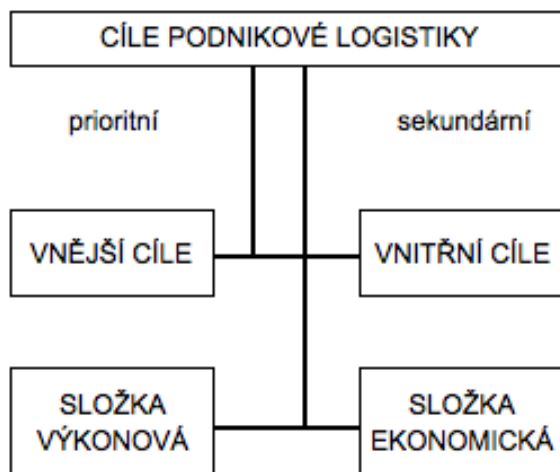 CÍLE PODNIKOVÉ LOGISTIKY
prioritní
sekundární
VNĚJŠÍ CÍLE
VNITŘNÍ CÍLE
SLOŽKA
VÝKONOVÁ
SLOŽKA
EKONOMICKÁ